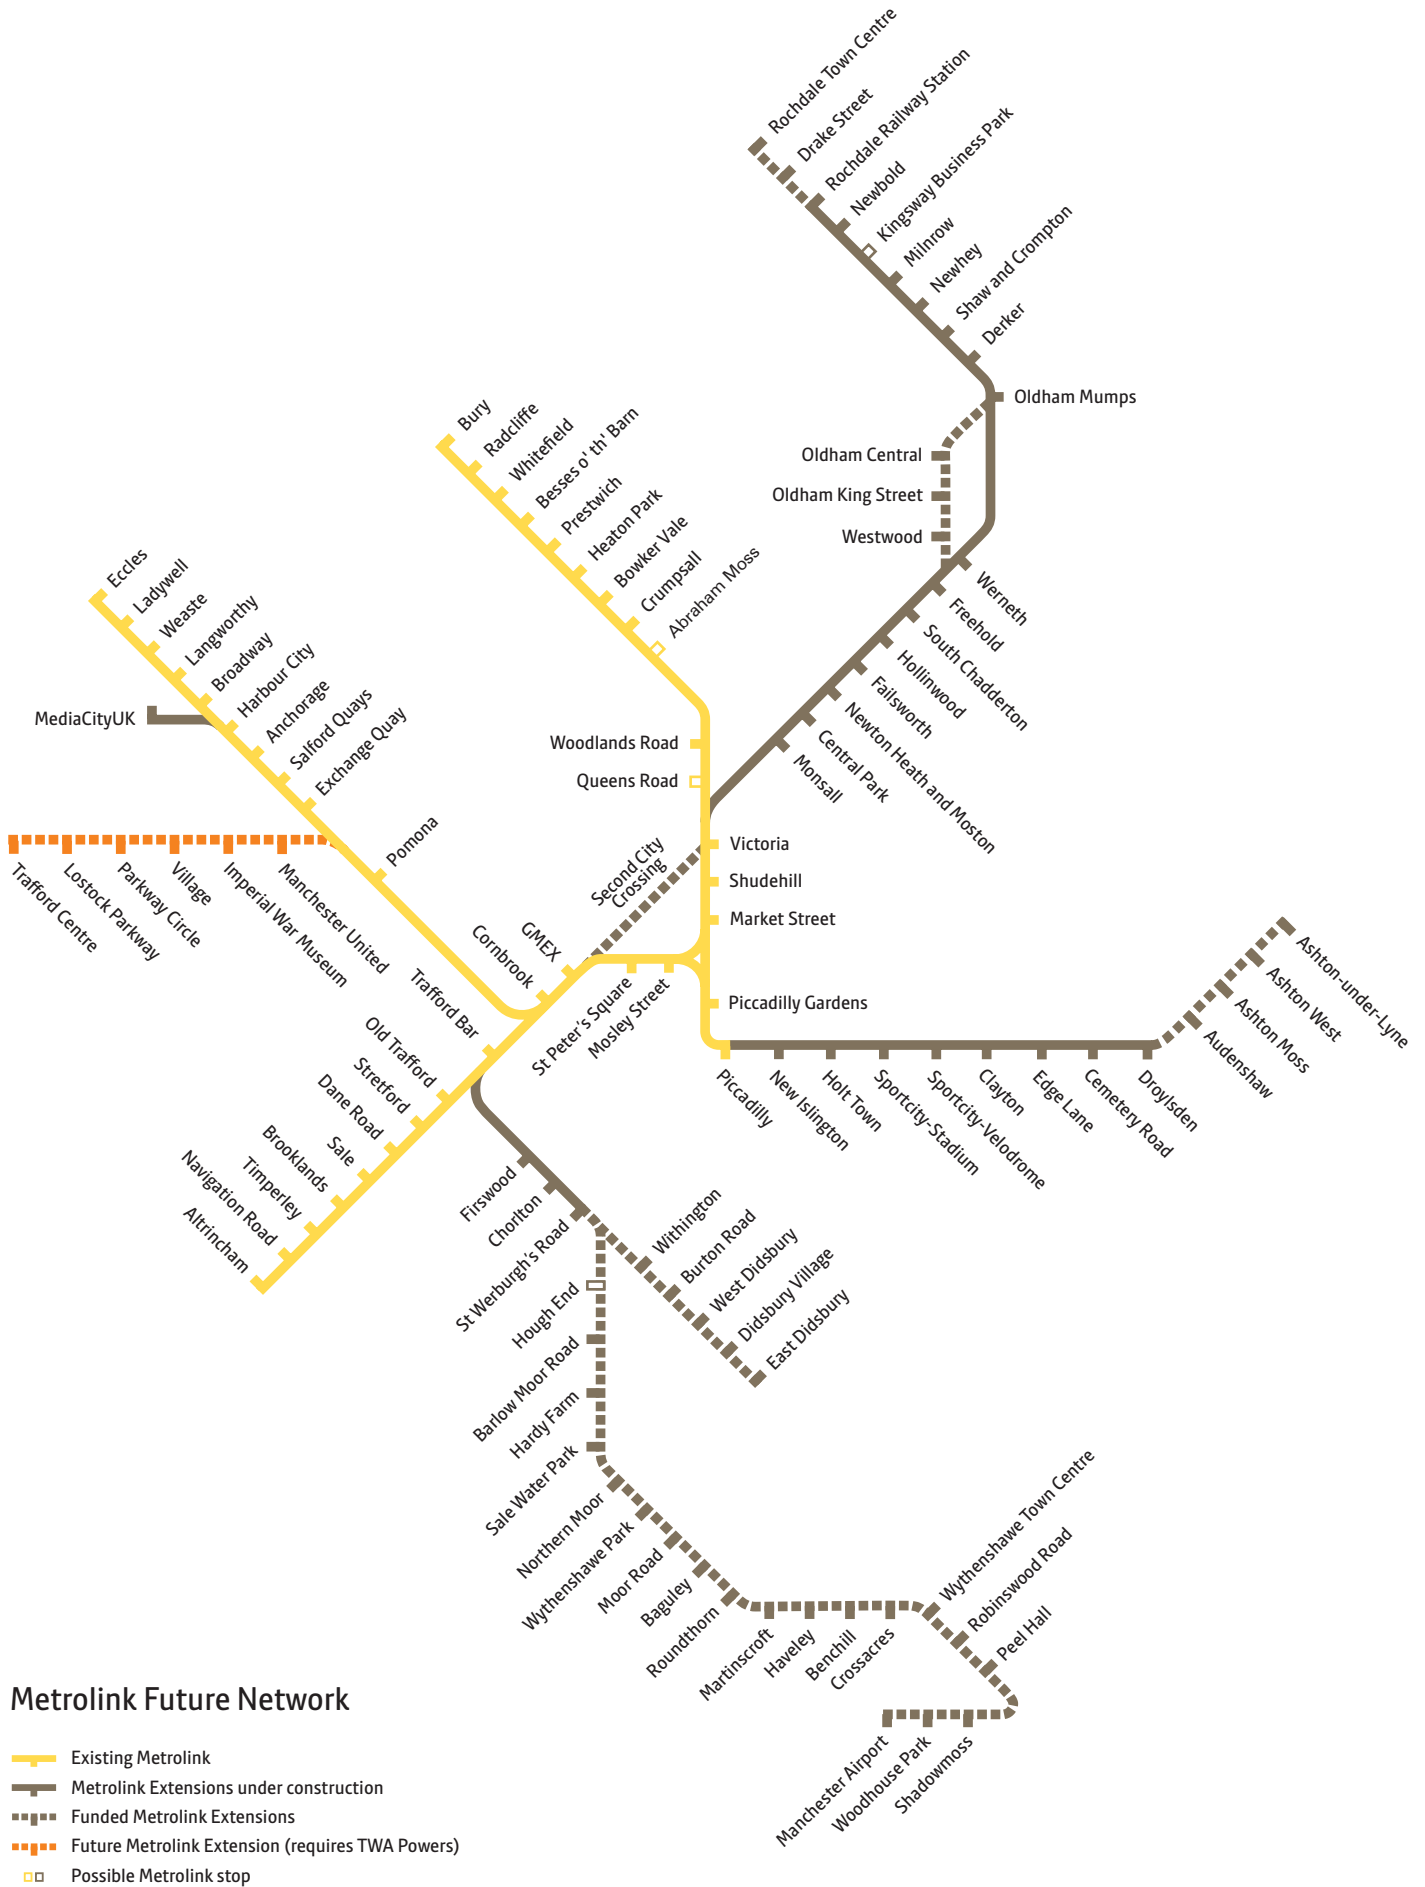 Rochdale Town Centre
Drake Street
Rochdale Railway Station
Newbold
Kingsway Business Park
Milnrow
Newhey
Shaw and Crompton
Derker
Oldham Mumps
Oldham Central
Oldham King Street
Westwood
Werneth
Freehold
South Chadderton
Hollinwood
Failsworth
Newton Heath and Moston
Central Park
Monsall
Bury
Radcliffe
Whitefield
Besses o' th' Barn
Prestwich
Heaton Park
Bowker Vale
Crumpsall
Abraham Moss
Woodlands Road
Queens Road
Victoria
Shudehill
Market Street
Piccadilly Gardens
Second City
Crossing
Eccles
Ladywell
Weaste
Langworthy
Broadway
Harbour City
Anchorage
Salford Quays
Exchange Quay
Pomona
MediaCityUK
Trafford Centre
Lostock Parkway
Parkway Circle
Village
Imperial War Museum
Manchester United
GMEX
Cornbrook
St Peter's Square
Mosley Street
Trafford Bar
Old Trafford
Stretford
Dane Road
Sale
Brooklands
Timperley
Navigation Road
Altrincham
Piccadilly
New Islington
Holt Town
Sportcity-Stadium
Sportcity-Velodrome
Clayton
Edge Lane
Cemetery Road
Droylsden
Audenshaw
Ashton Moss
Ashton West
Ashton-under-Lyne
Firswood
Chorlton
St Werburgh's Road
Withington
Burton Road
West Didsbury
Didsbury Village
East Didsbury
Hough End
Barlow Moor Road
Hardy Farm
Sale Water Park
Northern Moor
Wythenshawe Park
Moor Road
Baguley
Roundthorn
Martinscroft
Haveley
Benchill
Crossacres
Wythenshawe Town Centre
Robinswood Road
Peel Hall
Shadowmoss
Woodhouse Park
Manchester Airport
Metrolink Future Network
Existing Metrolink
Metrolink Extensions under construction
Funded Metrolink Extensions
Future Metrolink Extension (requires TWA Powers)
Possible Metrolink stop